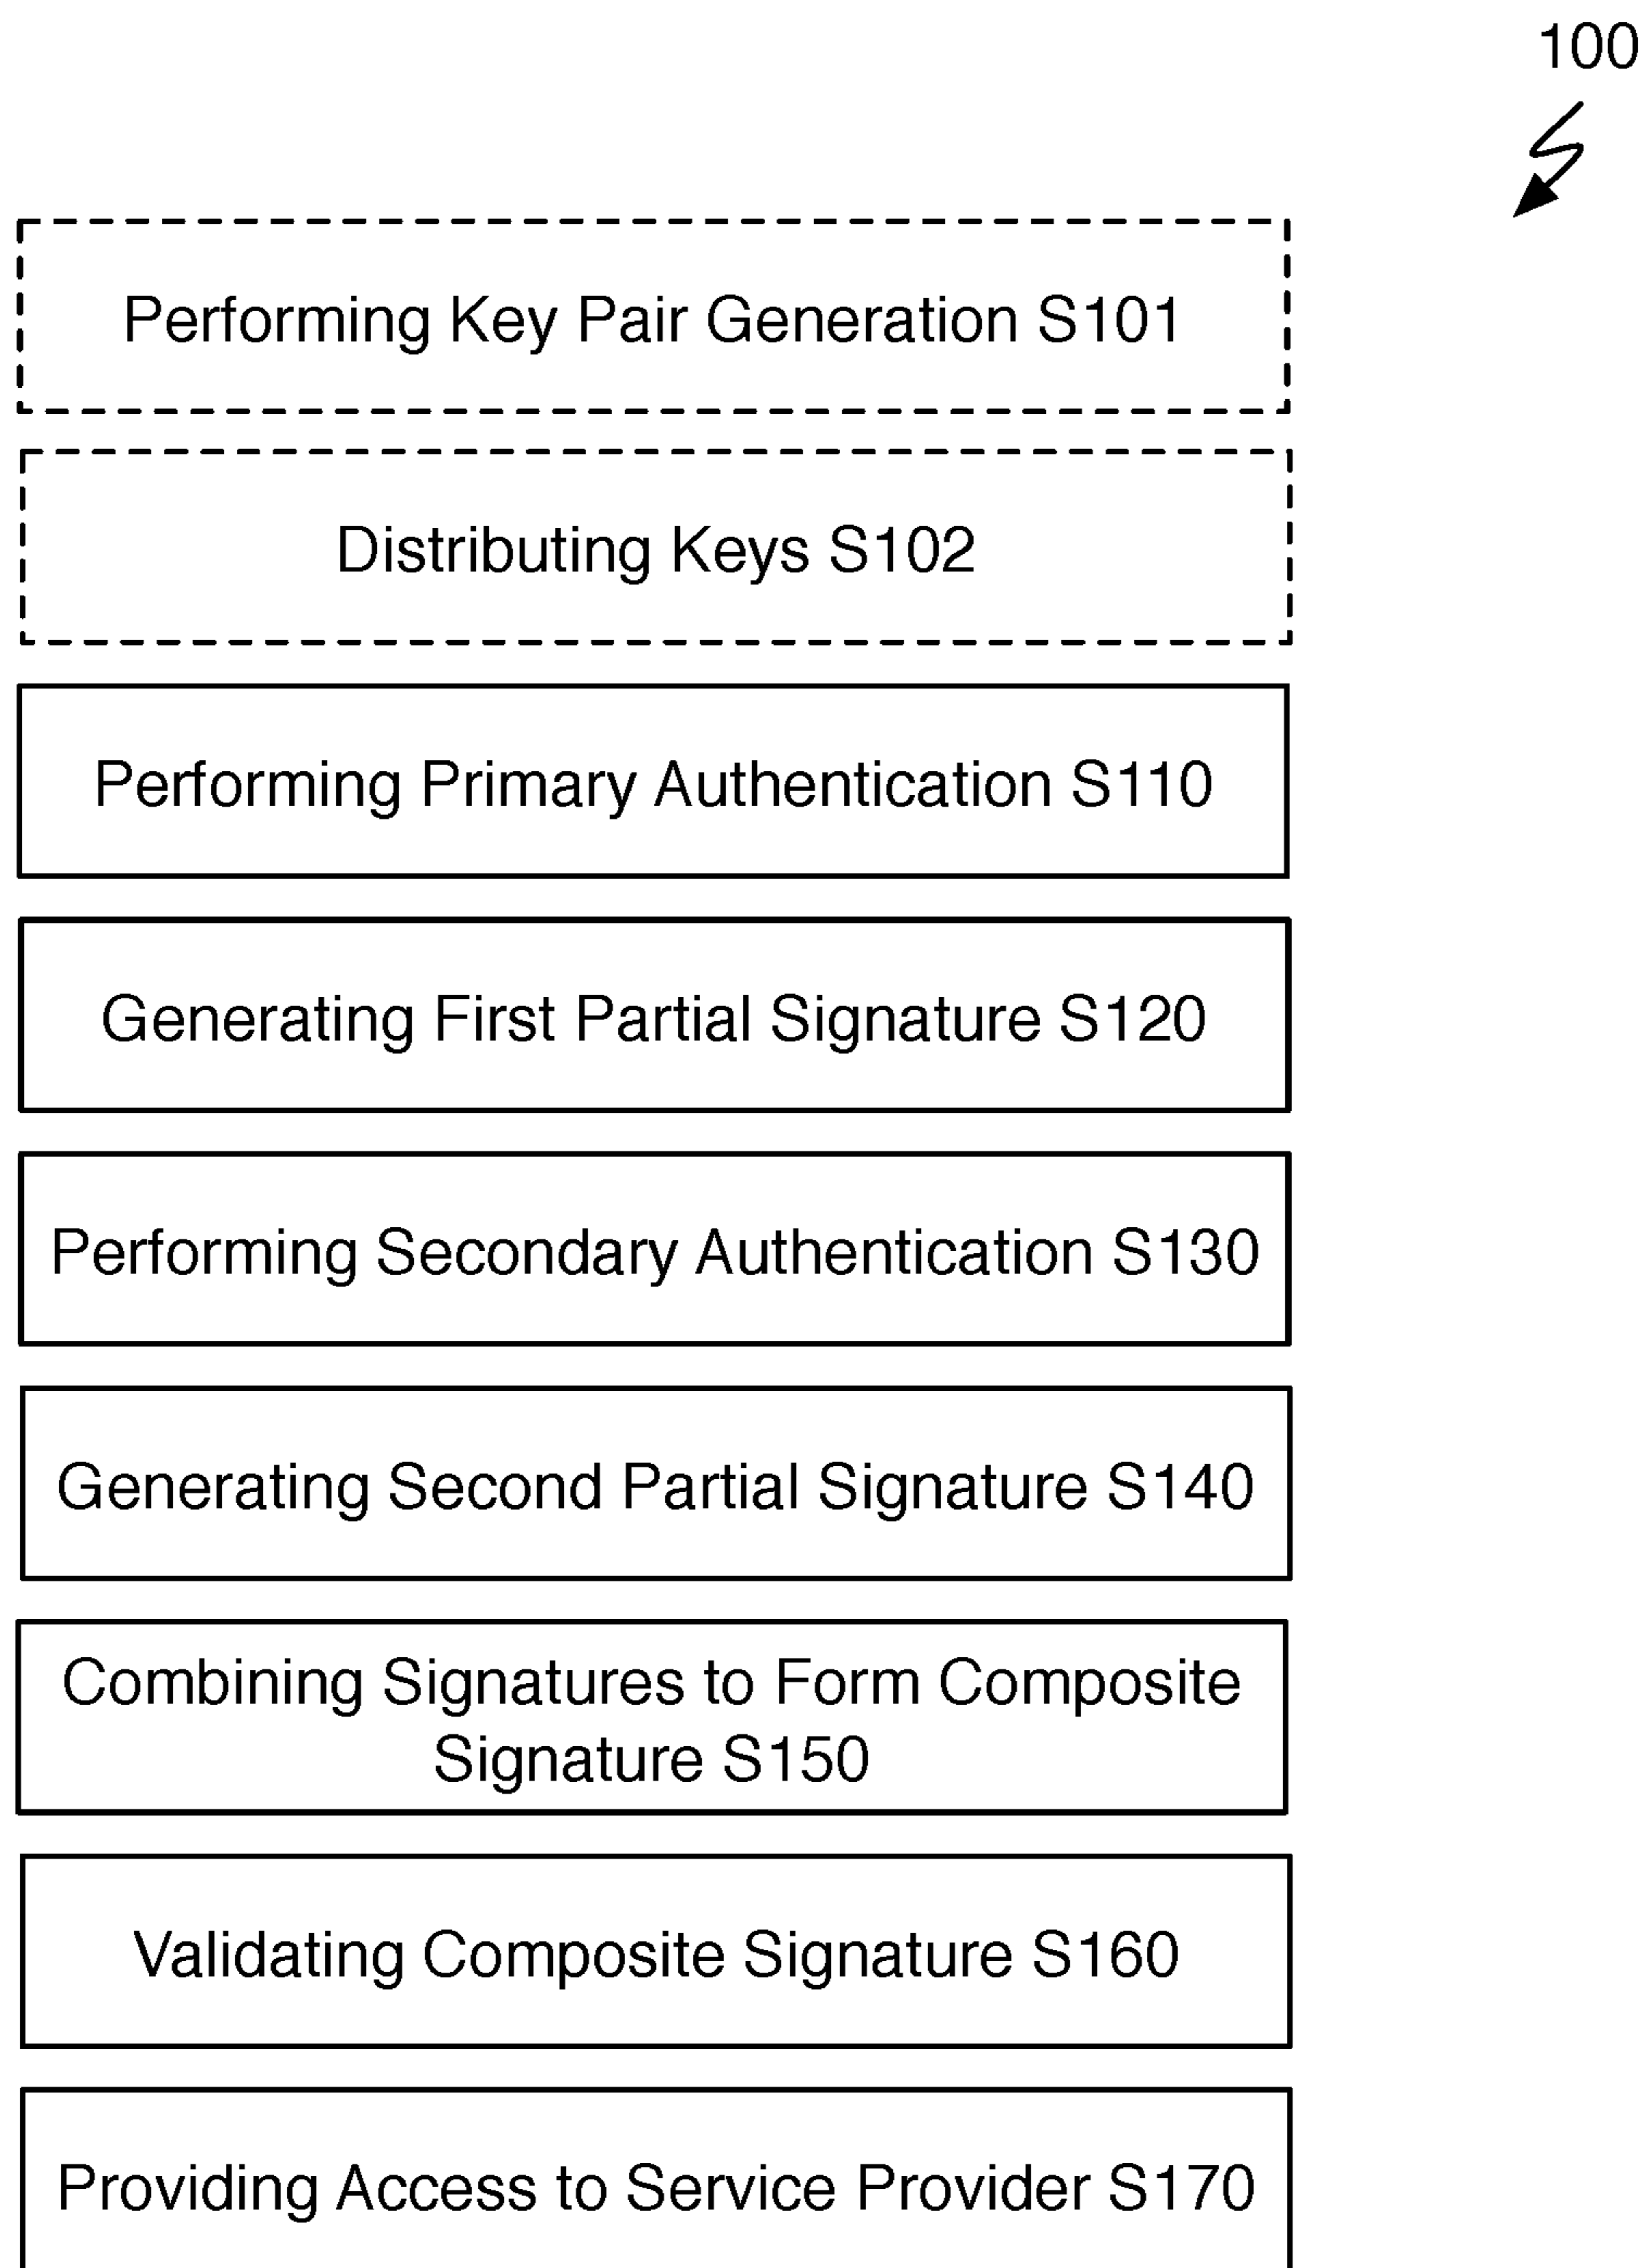 100
Performing Key Pair Generation S101
Distributing Keys S102
Performing Primary Authentication S110
Generating First Partial Signature S120
Performing Secondary Authentication S130
Generating Second Partial Signature S140
Combining Signatures to Form Composite
Signature S150
Validating Composite Signature S160
Providing Access to Service Provider S170